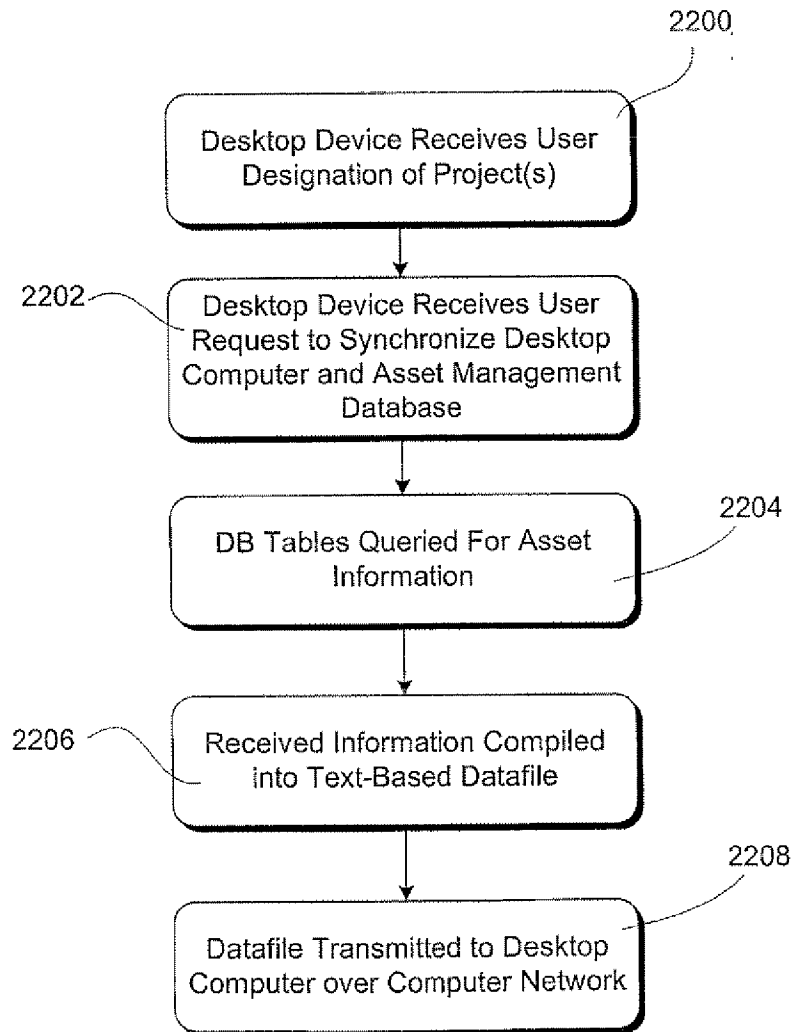 2200
Desktop Device Receives User
Designation of Project(s)
2202
Desktop Device Receives User
Request to Synchronize Desktop
Computer and Asset Management
Database
2204
DB Tables Queried For Asset
Information
2206
Received Information Compiled
into Text-Based Datafile
2208
Datafile Transmitted to Desktop
Computer over Computer Network